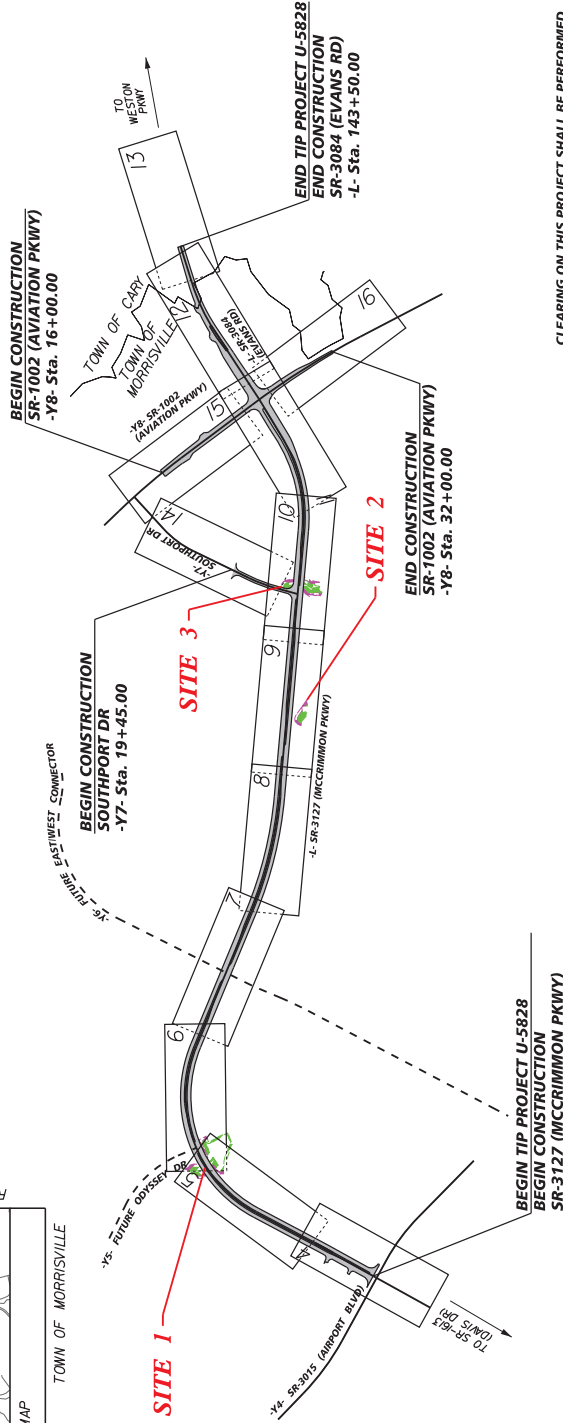 MAP
TOWN OF MORRISVILLE
SITE 1
-Y5- FUTURE ODYSSEY DR
-Y4- SR-3015 (AIRPORT BLVD)
TO SR-1613
(DAVIS DR)
4
5
6
7
8
9
10
12
13
14
15
16
BEGIN TIP PROJECT U-5828
BEGIN CONSTRUCTION
SR-3127 (MCCRIMMON PKWY)
-Y6- FUTURE EAST/WEST CONNECTOR
BEGIN CONSTRUCTION
SOUTHPORT DR
-Y7- Sta. 19+45.00
SITE 3
SITE 2
-L- SR-3127 (MCCRIMMON PKWY)
-Y7-
SOUTHPORT DR
BEGIN CONSTRUCTION
SR-1002 (AVIATION PKWY)
-Y8- Sta. 16+00.00
TOWN OF CARY
TOWN OF
MORRISVILLE
-Y8- SR-1002
(AVIATION PKWY)
-L- SR-3084
(EVANS RD)
END CONSTRUCTION
SR-1002 (AVIATION PKWY)
-Y8- Sta. 32+00.00
TO
WESTON
PKWY
END TIP PROJECT U-5828
END CONSTRUCTION
SR-3084 (EVANS RD)
-L- Sta. 143+50.00
CLEARING ON THIS PROJECT SHALL BE PERFORMED